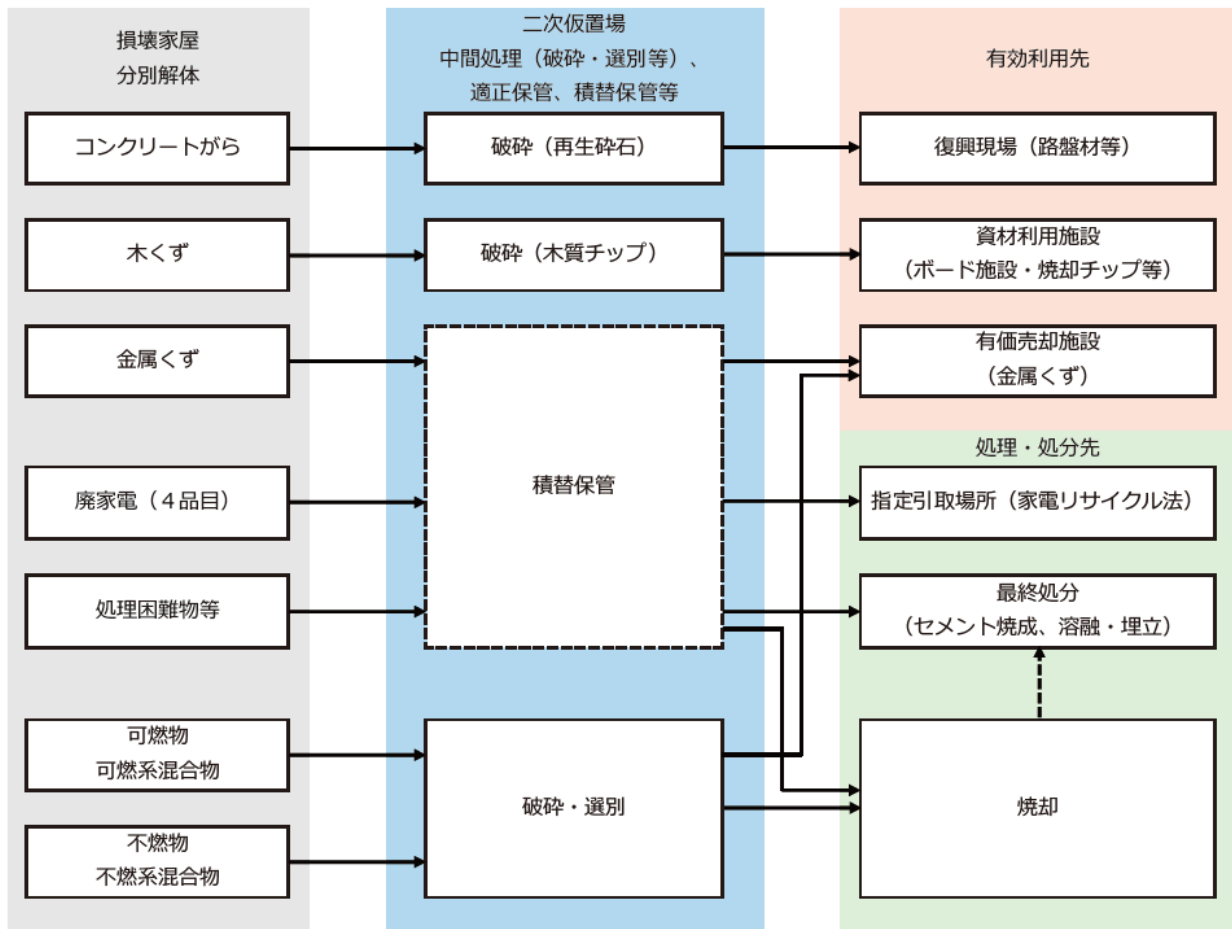 損壊家屋
分別解体
コンクリートがら
木くず
金属くず
廃家電（４品目）
処理困難物等
可燃物
可燃系混合物
不燃物
不燃系混合物
二次仮置場
中間処理（破砕・選別等）、
適正保管、積替保管等
破砕（再生砕石）
破砕（木質チップ）
積替保管
破砕・選別
有効利用先
復興現場（路盤材等）
資材利用施設
（ボード施設・焼却チップ等）
有価売却施設
（金属くず）
処理・処分先
指定引取場所（家電リサイクル法）
最終処分
（セメント焼成、溶融・埋立）
焼却